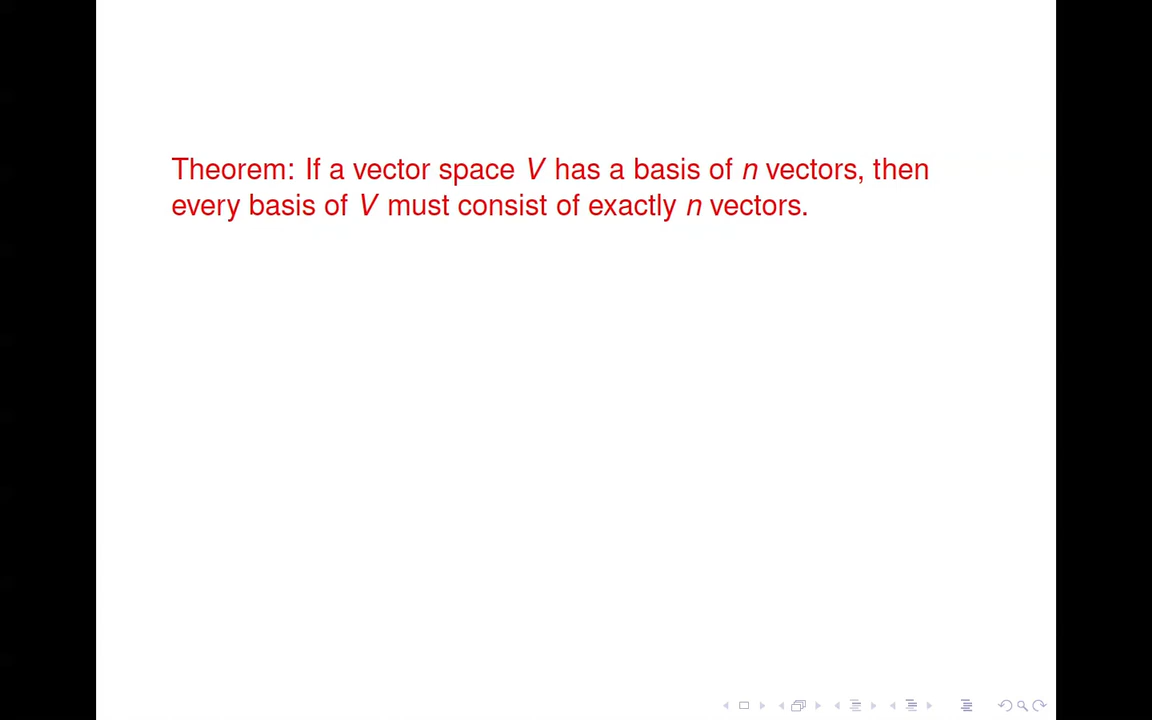 Theorem: If a vector space V has a basis of n vectors, then
every basis of V must consist of exactly n vectors.